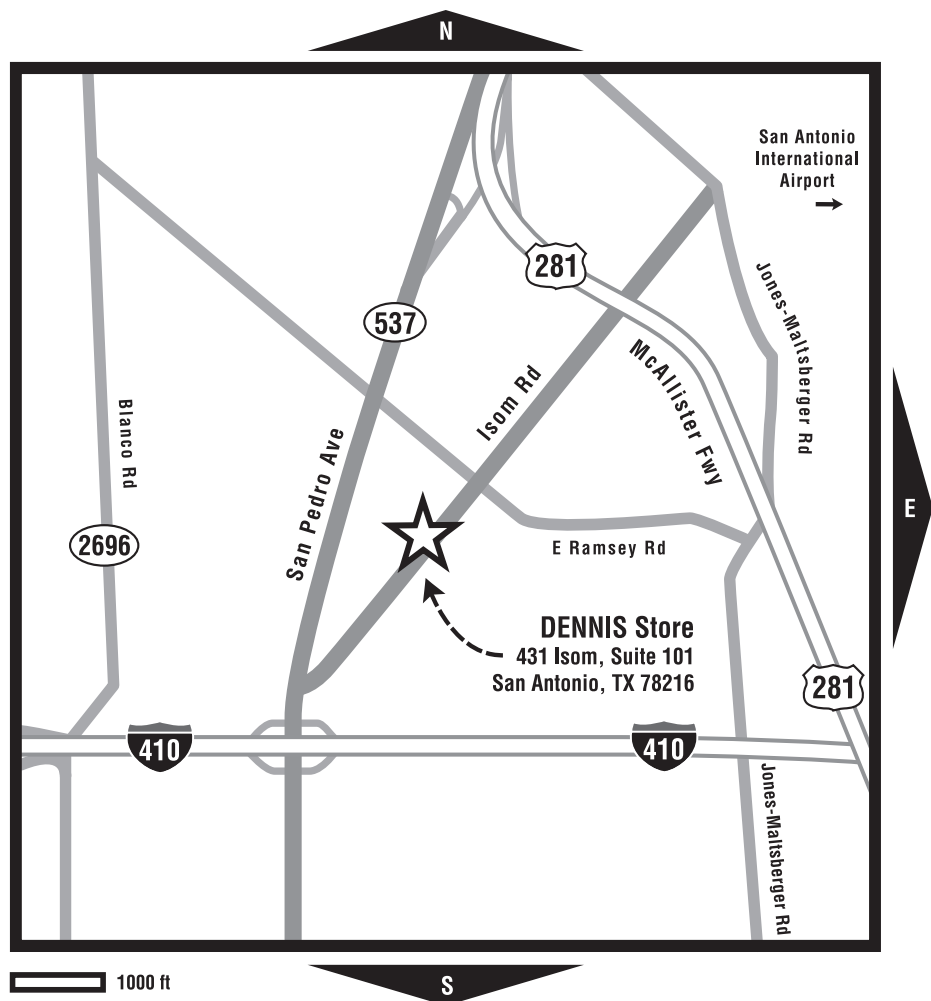 N
San Antonio
International
Airport
281
Jones-Maltsberger Rd
537
McAllister Fwy
Isom Rd
Blanco Rd
San Pedro Ave
E
2696
E Ramsey Rd
DENNIS Store
431 Isom, Suite 101
San Antonio, TX 78216
281
410
410
Jones-Maltsberger Rd
1000 ft
S